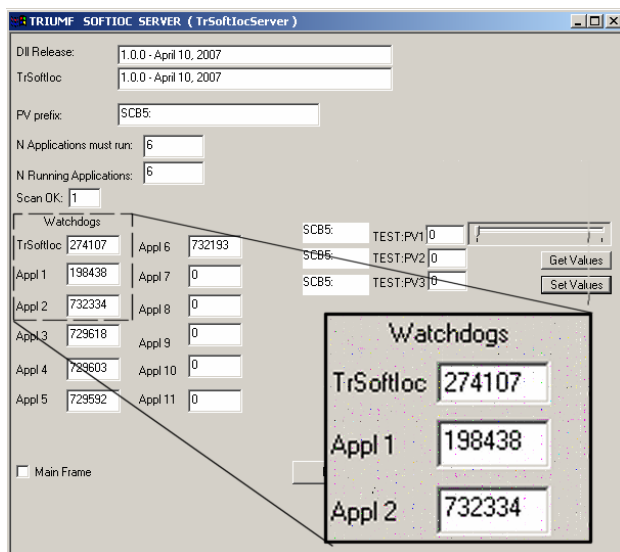 TRIUMF SOFTIOC SERVER ( TrSoftIocServer )
Dll Release: 1.0.0 - April 10, 2007
TrSoftIoc 1.0.0 - April 10, 2007
PV prefix: SCB5:
N Applications must run: 6
N Running Applications: 6
Scan OK: 1
Watchdogs
TrSoftIoc 274107 Appl 6 732193
Appl 1 198438 Appl 7 0
Appl 2 732334 Appl 8 0
Appl 3 729618 Appl 9 0
Appl 4 729603 Appl 10 0
Appl 5 729592 Appl 11 0
SCB5: TEST:PV1 0
SCB5: TEST:PV2 0 Get Values
SCB5: TEST:PV3 0 Set Values
Main Frame
Watchdogs
TrSoftIoc 274107
Appl 1 198438
Appl 2 732334